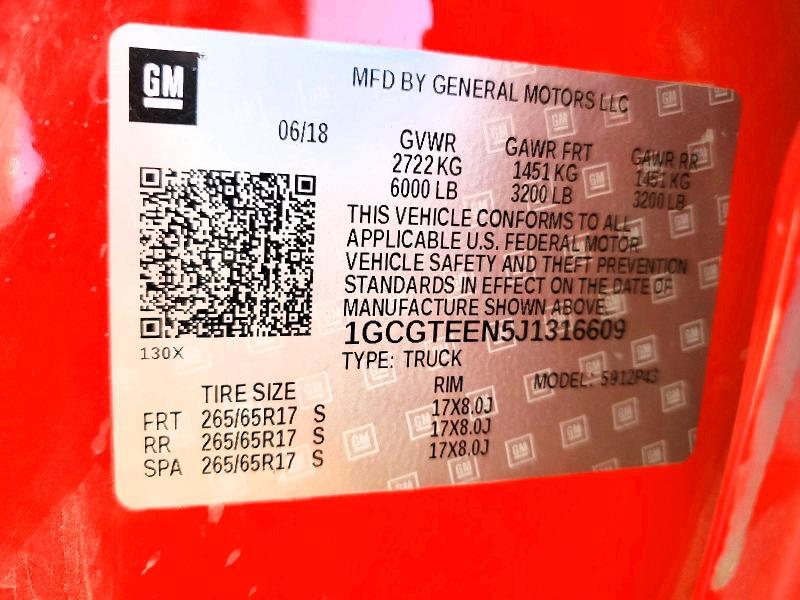 GM
MFD BY GENERAL MOTORS LLC
06/18
GVWR GAWR FRT GAWR RR
2722 KG 1451 KG 1451 KG
6000 LB 3200 LB 3200 LB
THIS VEHICLE CONFORMS TO ALL
APPLICABLE U.S. FEDERAL MOTOR
VEHICLE SAFETY AND THEFT PREVENTION
STANDARDS IN EFFECT ON THE DATE OF
MANUFACTURE SHOWN ABOVE.
1GCGTEEN5J1316609
130X
TYPE: TRUCK
MODEL: 5912P43
TIRE SIZE RIM
FRT 265/65R17 S 17X8.0J
RR 265/65R17 S 17X8.0J
SPA 265/65R17 S 17X8.0J